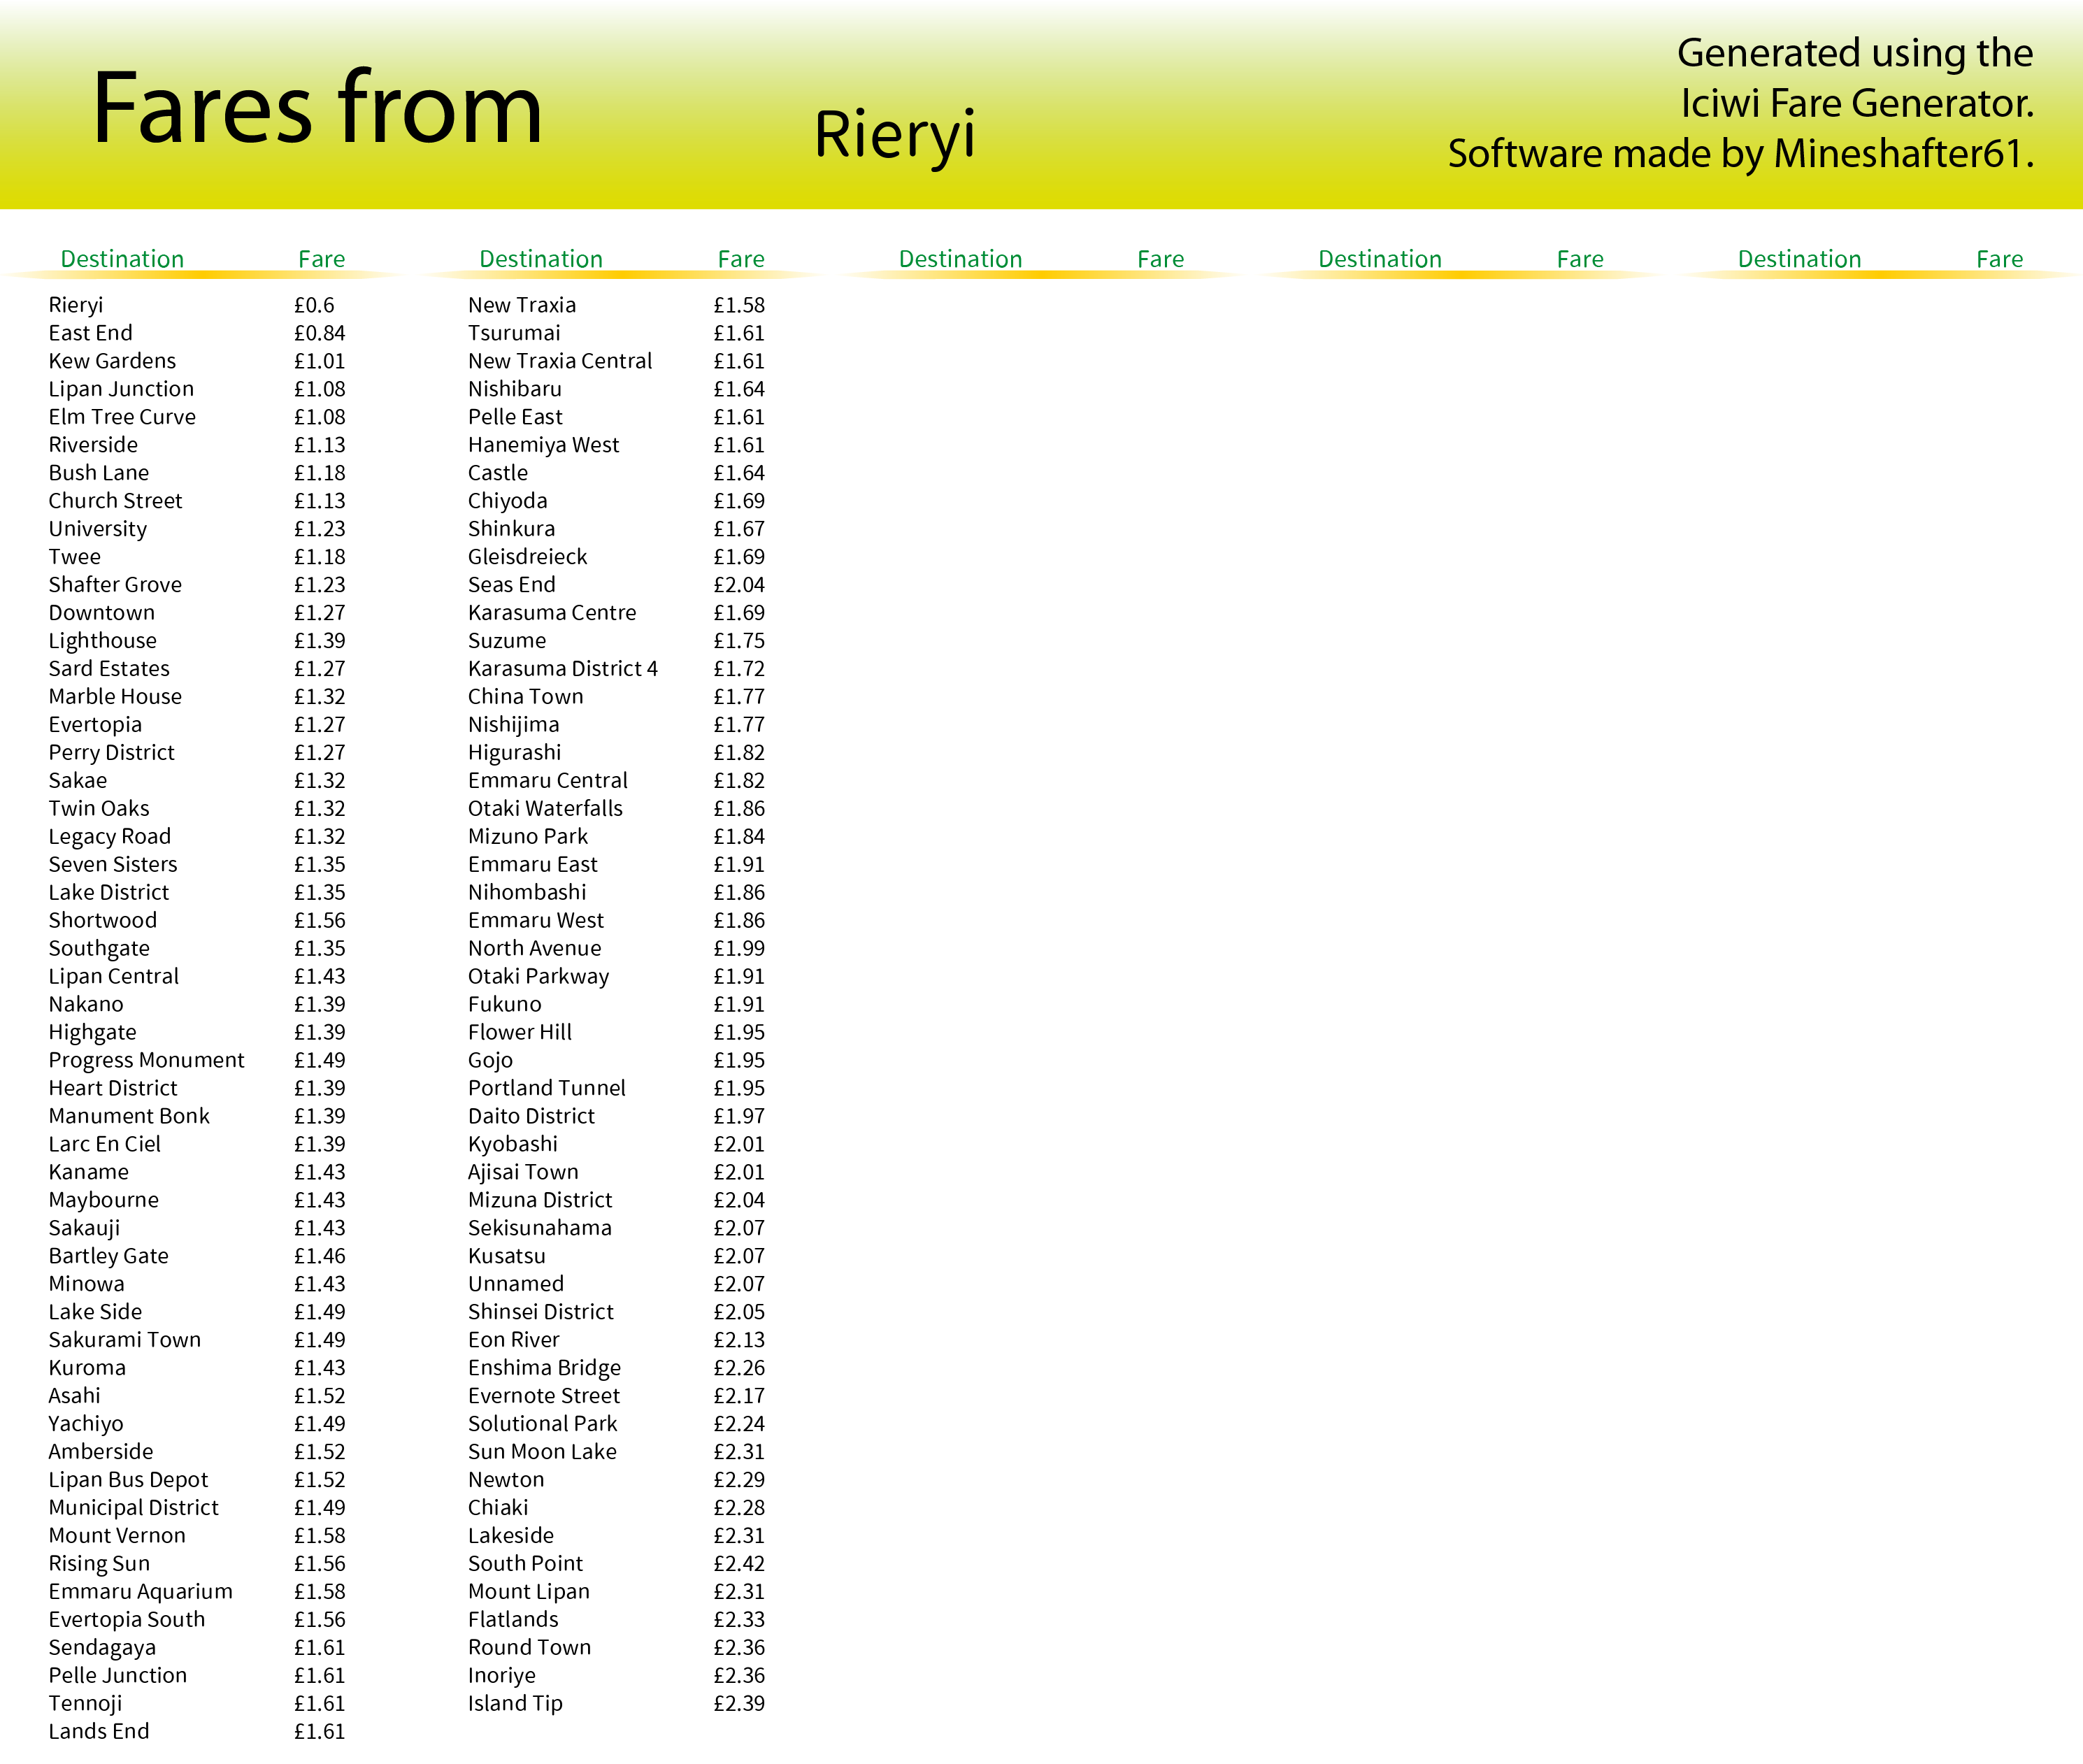 Fares from
Rieryi
Generated using the
Iciwi Fare Generator.
Software made by Mineshafter61.
Destination Fare Destination Fare Destination Fare Destination Fare Destination Fare
Rieryi £0.6
East End £0.84
Kew Gardens £1.01
Lipan Junction £1.08
Elm Tree Curve £1.08
Riverside £1.13
Bush Lane £1.18
Church Street £1.13
University £1.23
Twee £1.18
Shafter Grove £1.23
Downtown £1.27
Lighthouse £1.39
Sard Estates £1.27
Marble House £1.32
Evertopia £1.27
Perry District £1.27
Sakae £1.32
Twin Oaks £1.32
Legacy Road £1.32
Seven Sisters £1.35
Lake District £1.35
Shortwood £1.56
Southgate £1.35
Lipan Central £1.43
Nakano £1.39
Highgate £1.39
Progress Monument £1.49
Heart District £1.39
Manument Bonk £1.39
Larc En Ciel £1.39
Kaname £1.43
Maybourne £1.43
Sakauji £1.43
Bartley Gate £1.46
Minowa £1.43
Lake Side £1.49
Sakurami Town £1.49
Kuroma £1.43
Asahi £1.52
Yachiyo £1.49
Amberside £1.52
Lipan Bus Depot £1.52
Municipal District £1.49
Mount Vernon £1.58
Rising Sun £1.56
Emmaru Aquarium £1.58
Evertopia South £1.56
Sendagaya £1.61
Pelle Junction £1.61
Tennoji £1.61
Lands End £1.61
New Traxia £1.58
Tsurumai £1.61
New Traxia Central £1.61
Nishibaru £1.64
Pelle East £1.61
Hanemiya West £1.61
Castle £1.64
Chiyoda £1.69
Shinkura £1.67
Gleisdreieck £1.69
Seas End £2.04
Karasuma Centre £1.69
Suzume £1.75
Karasuma District 4 £1.72
China Town £1.77
Nishijima £1.77
Higurashi £1.82
Emmaru Central £1.82
Otaki Waterfalls £1.86
Mizuno Park £1.84
Emmaru East £1.91
Nihombashi £1.86
Emmaru West £1.86
North Avenue £1.99
Otaki Parkway £1.91
Fukuno £1.91
Flower Hill £1.95
Gojo £1.95
Portland Tunnel £1.95
Daito District £1.97
Kyobashi £2.01
Ajisai Town £2.01
Mizuna District £2.04
Sekisunahama £2.07
Kusatsu £2.07
Unnamed £2.07
Shinsei District £2.05
Eon River £2.13
Enshima Bridge £2.26
Evernote Street £2.17
Solutional Park £2.24
Sun Moon Lake £2.31
Newton £2.29
Chiaki £2.28
Lakeside £2.31
South Point £2.42
Mount Lipan £2.31
Flatlands £2.33
Round Town £2.36
Inoriye £2.36
Island Tip £2.39